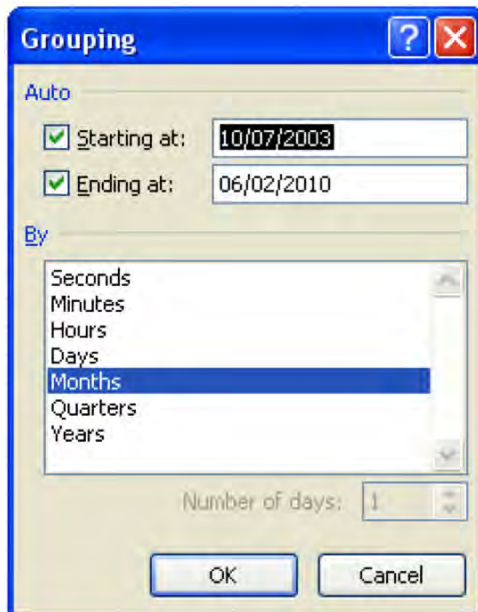 Grouping
Auto
Starting at: 10/07/2003
Ending at: 06/02/2010
By
Seconds
Minutes
Hours
Days
Months
Quarters
Years
Number of days: 1
OK Cancel